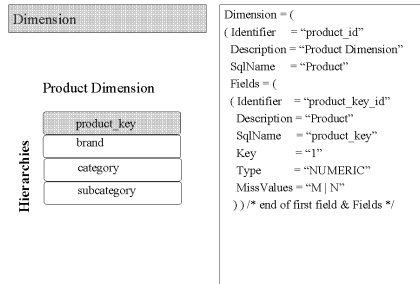 Dimension
Product Dimension
Hierarchies
product_key
brand
category
subcategory
Dimension = (
( Identifier = “product_id”
Description = “Product Dimension”
SqlName = “Product”
Fields = (
( Identifier = “product_key_id”
Description = “Product”
SqlName = “product_key”
Key = “1”
Type = “NUMERIC”
MissValues = “M | N”
) ) /* end of first field & Fields */